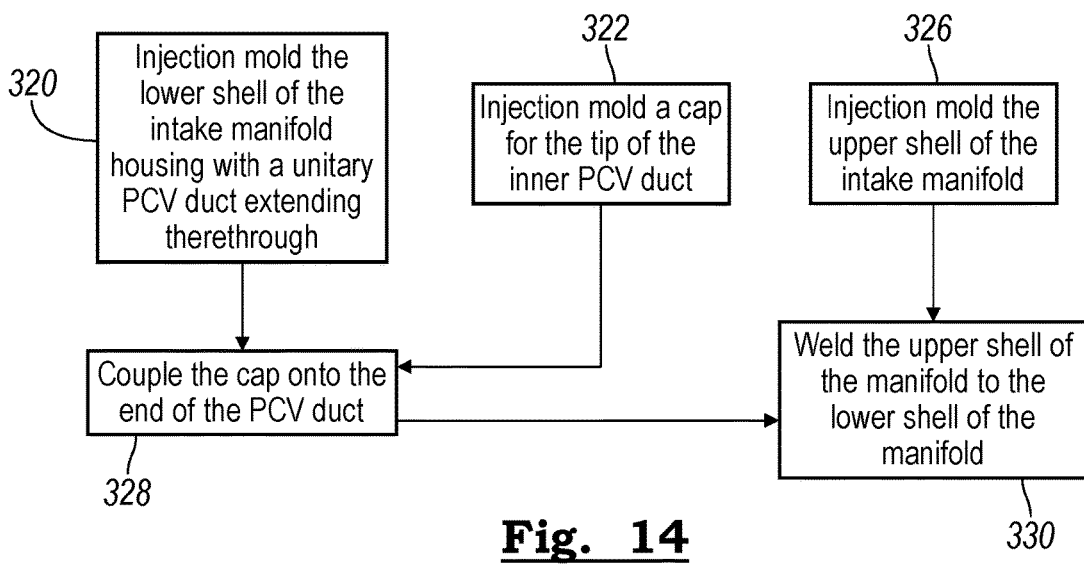 320
Injection mold the
lower shell of the
intake manifold
housing with a unitary
PCV duct extending
therethrough
322
Injection mold a cap
for the tip of the
inner PCV duct
326
Injection mold the
upper shell of the
intake manifold
Couple the cap onto the
end of the PCV duct
328
Weld the upper shell of
the manifold to the
lower shell of the
manifold
330
Fig. 14